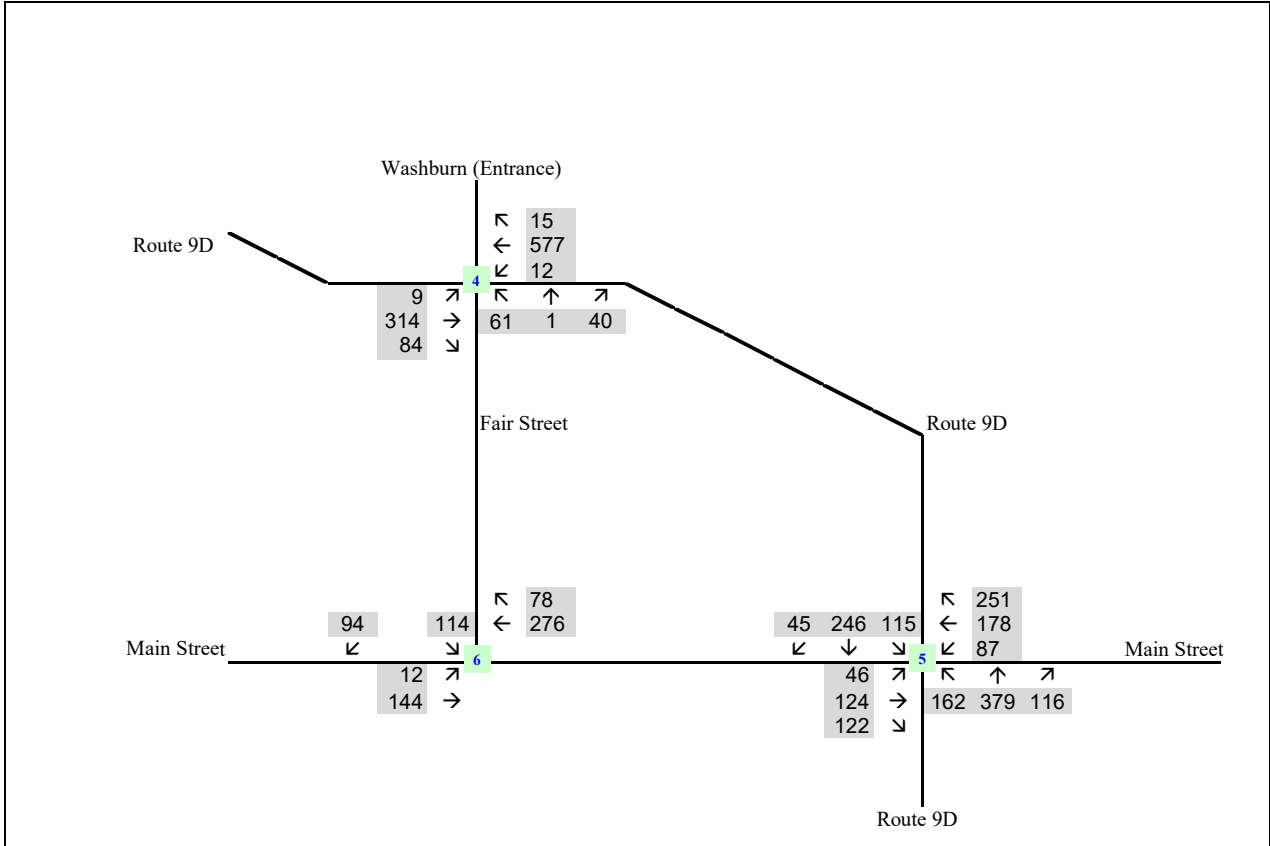 Washburn (Entrance)
↖ 15
Route 9D ← 577
↙ 12
4
9 ↗ ↖ ↑ ↗
314 → 61 1 40
84 ↘
Fair Street Route 9D
↖ 78 ↖ 251
94 114 ← 276 45 246 115 ← 178
Main Street ↙ ↘ ↙ ↓ ↘ ↙ 87 Main Street
6 5
12 ↗ 46 ↗ ↖ ↑ ↗
144 → 124 → 162 379 116
122 ↘
Route 9D